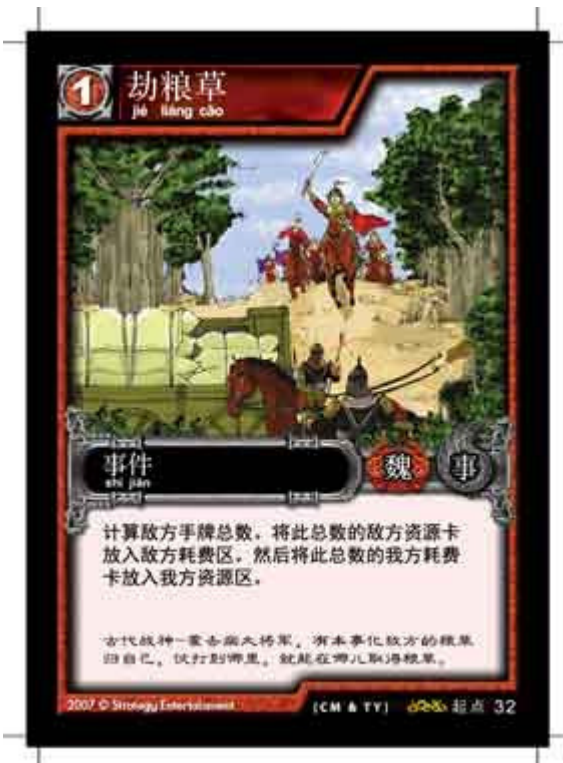 1
劫粮草
jié liáng cǎo
事件
shì jiàn
魏
事
计算敌方手牌总数。将此总数的敌方资源卡
放入敌方耗费区。然后将此总数的我方耗费
卡放入我方资源区。
古代战神-蒙去病大将军，有本事化敌方的粮草
归自己，仗打到哪里，就能在哪儿取得粮草。
2007 © Strategy Entertainment
[CM & TY]
起点 32